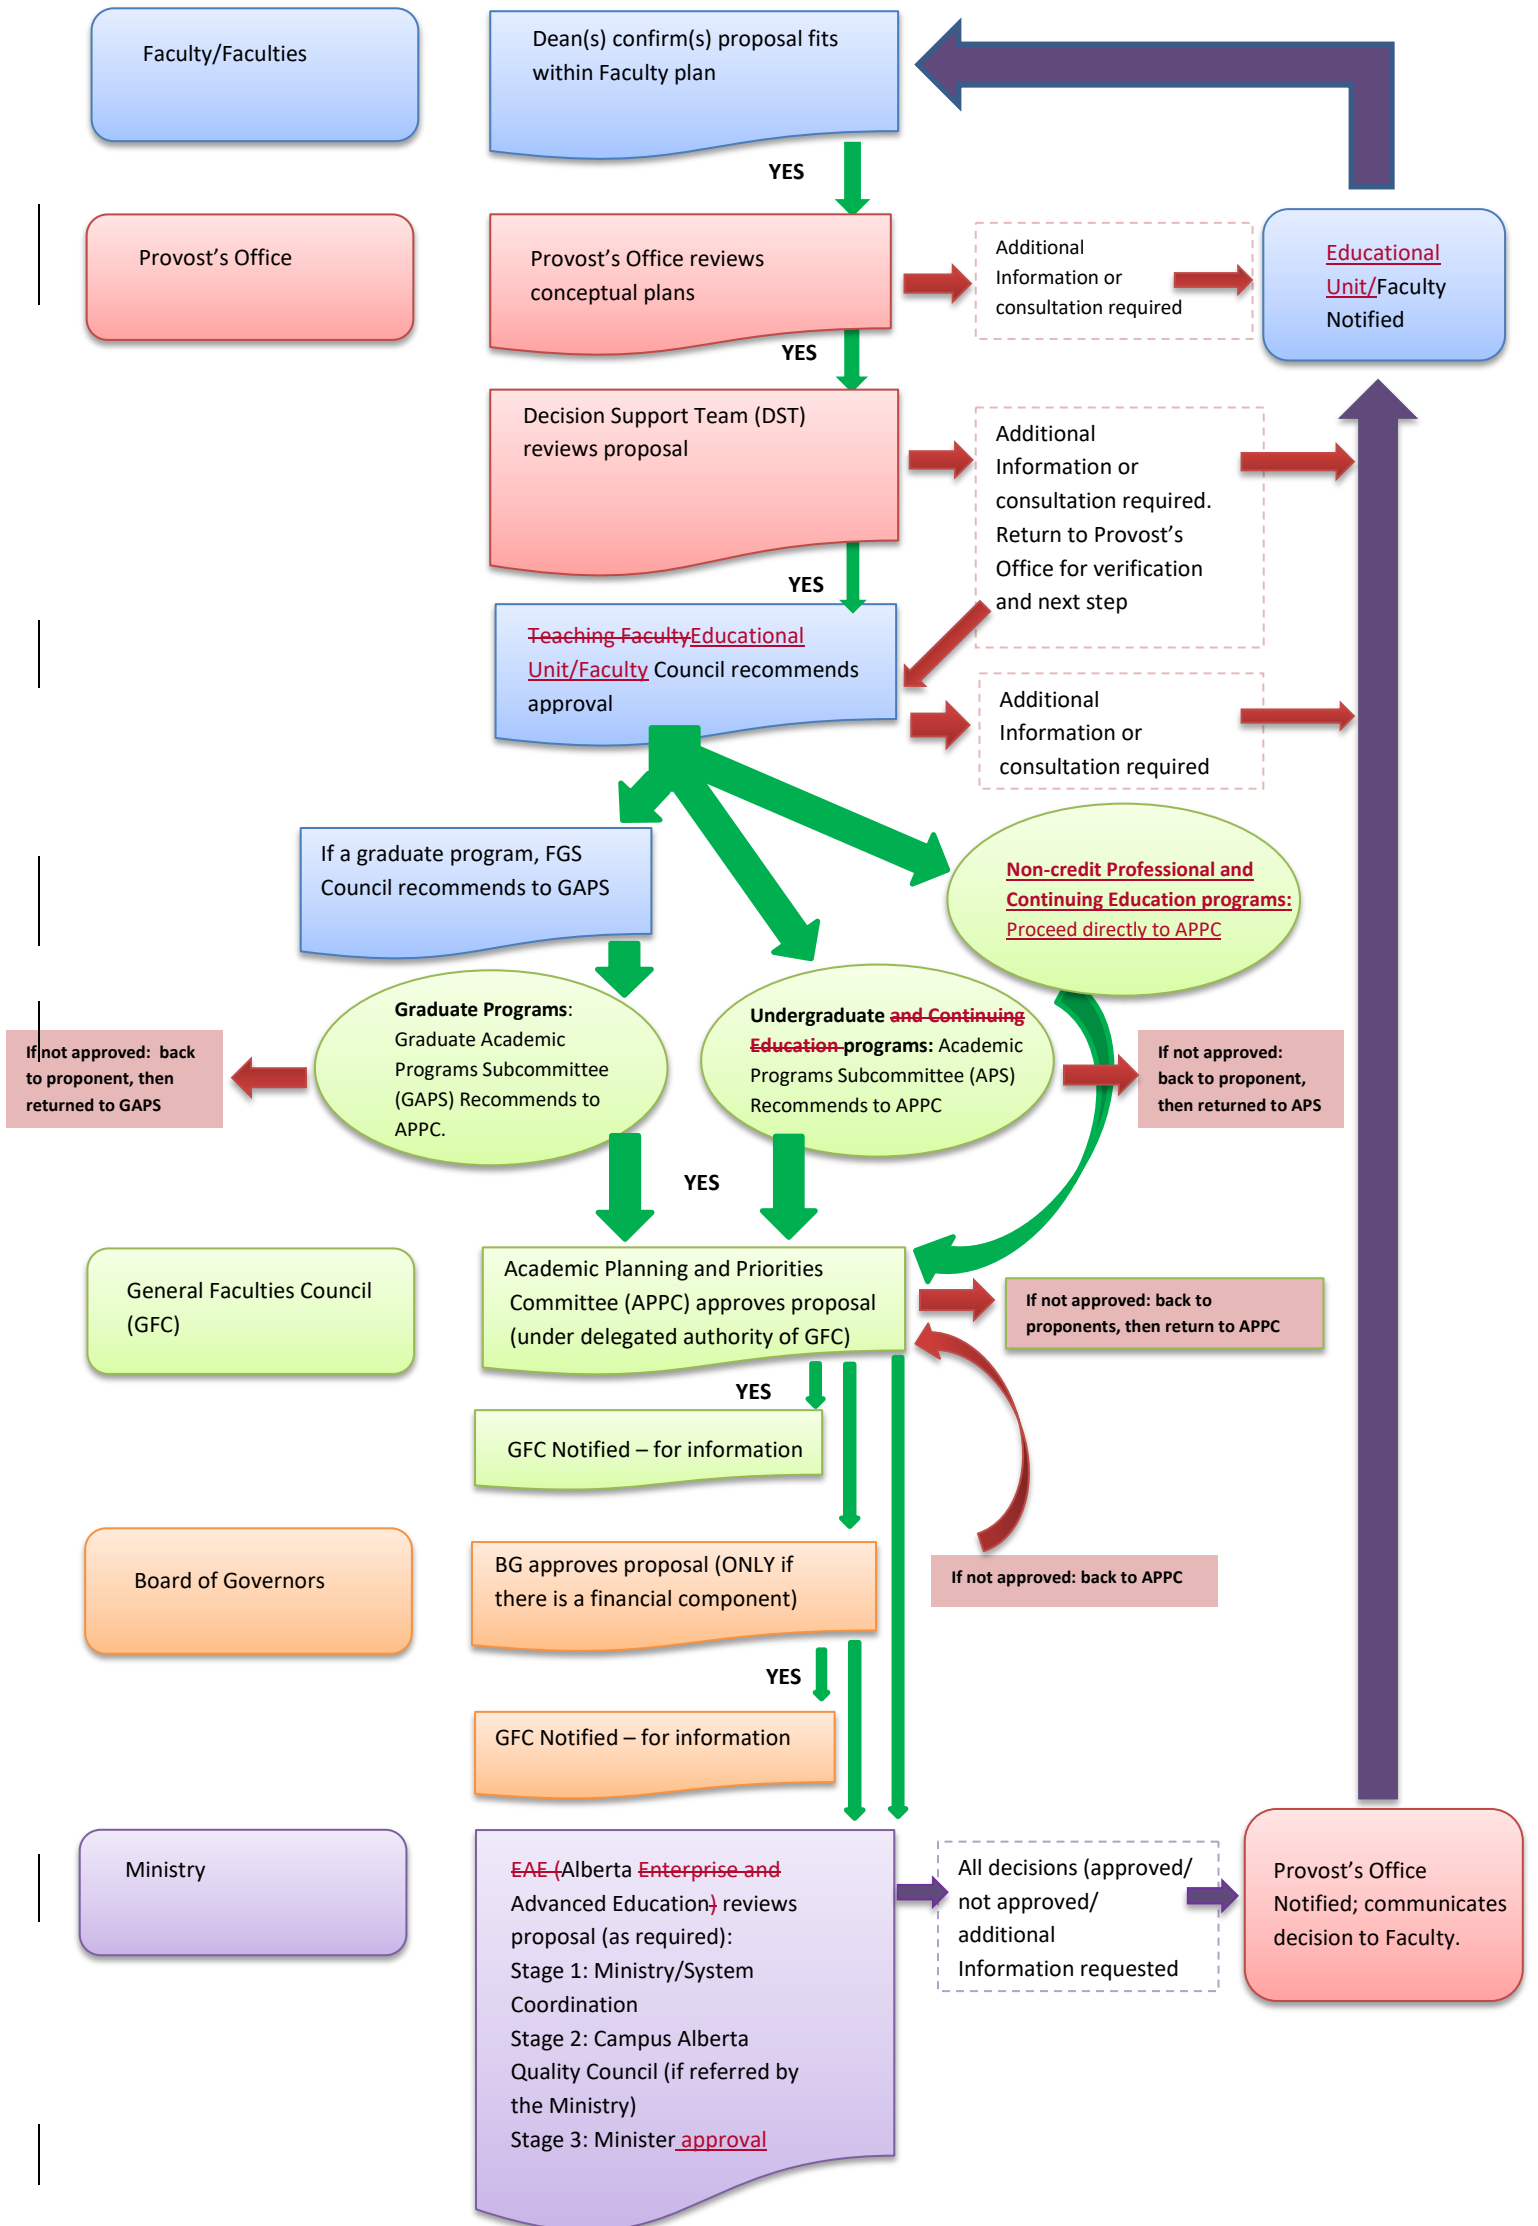 Faculty/Faculties
Dean(s) confirm(s) proposal fits
within Faculty plan
YES
Provost’s Office
Provost’s Office reviews
conceptual plans
Additional
Information or
consultation required
Educational
Unit/Faculty
Notified
YES
Decision Support Team (DST)
reviews proposal
Additional
Information or
consultation required.
Return to Provost’s
Office for verification
and next step
YES
Teaching FacultyEducational
Unit/Faculty Council recommends
approval
Additional
Information or
consultation required
If a graduate program, FGS
Council recommends to GAPS
Non-credit Professional and
Continuing Education programs:
Proceed directly to APPC
If not approved:  back
to proponent, then
returned to GAPS
Graduate Programs:
Graduate Academic
Programs Subcommittee
(GAPS) Recommends to
APPC.
Undergraduate and Continuing
Education programs: Academic
Programs Subcommittee (APS)
Recommends to APPC
If not approved:
back to proponent,
then returned to APS
YES
General Faculties Council
(GFC)
Academic Planning and Priorities
Committee (APPC) approves proposal
(under delegated authority of GFC)
If not approved: back to
proponents, then return to APPC
YES
GFC Notified – for information
Board of Governors
BG approves proposal (ONLY if
there is a financial component)
If not approved: back to APPC
YES
GFC Notified – for information
Ministry
EAE (Alberta Enterprise and
Advanced Education) reviews
proposal (as required):
Stage 1: Ministry/System
Coordination
Stage 2: Campus Alberta
Quality Council (if referred by
the Ministry)
Stage 3: Minister approval
All decisions (approved/
not approved/
additional
Information requested
Provost’s Office
Notified; communicates
decision to Faculty.